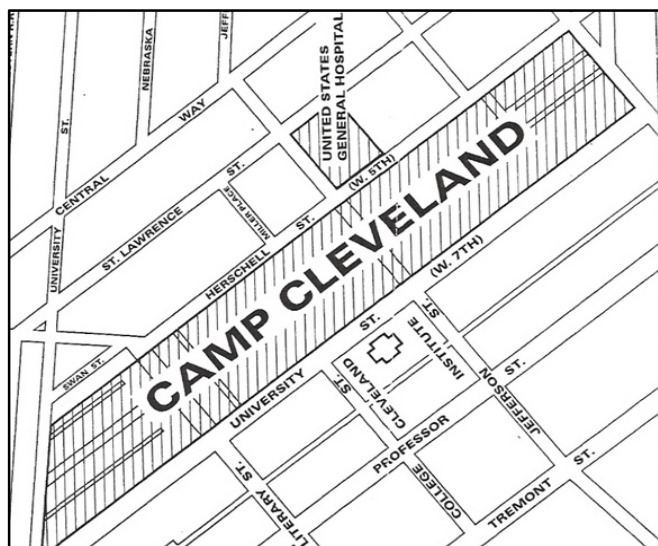 NEBRASKA
JEFF
ST.
CENTRAL WAY
UNIVERSITY
ST. LAWRENCE ST.
MILLER PLACE
UNITED STATES
GENERAL HOSPITAL
HERSCHELL ST.
(W. 5TH)
CAMP CLEVELAND
(W. 7TH)
SWAN ST.
UNIVERSITY ST.
CLEVELAND ST.
INSTITUTE
JEFFERSON ST.
PROFESSOR ST.
LITERARY ST.
COLLEGE
TREMONT ST.